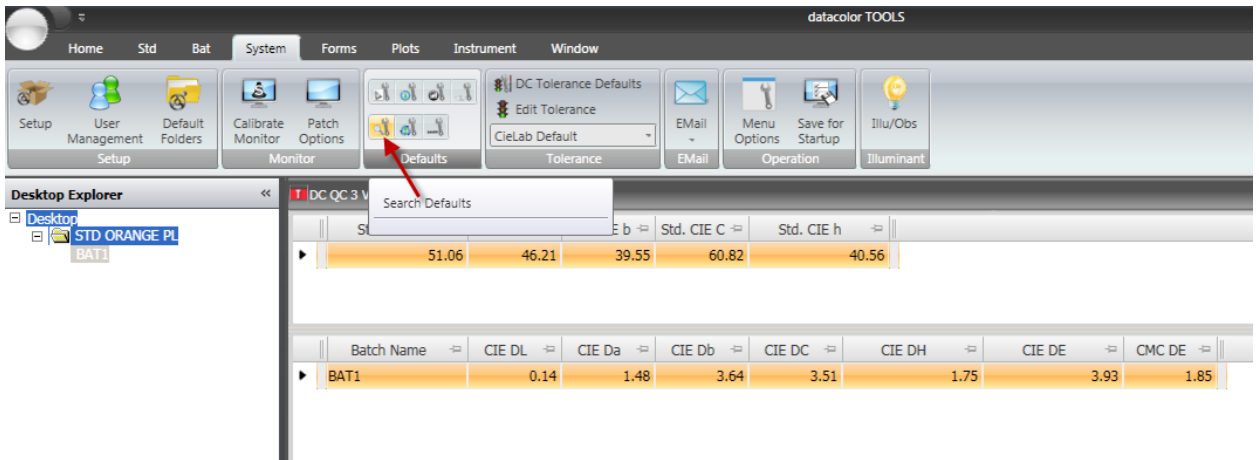 datacolor TOOLS
Home Std Bat System Forms Plots Instrument Window
DC Tolerance Defaults
Edit Tolerance
CieLab Default
Setup
User Management
Default Folders
Calibrate Monitor
Patch Options
EMail
Menu Options
Save for Startup
Illu/Obs
Setup Monitor Defaults Tolerance EMail Operation Illuminant
Desktop Explorer «
T DC QC 3 V
Search Defaults
Desktop
STD ORANGE PL
BAT1
St E b Std. CIE C Std. CIE h
51.06 46.21 39.55 60.82 40.56
Batch Name CIE DL CIE Da CIE Db CIE DC CIE DH CIE DE CMC DE
BAT1 0.14 1.48 3.64 3.51 1.75 3.93 1.85